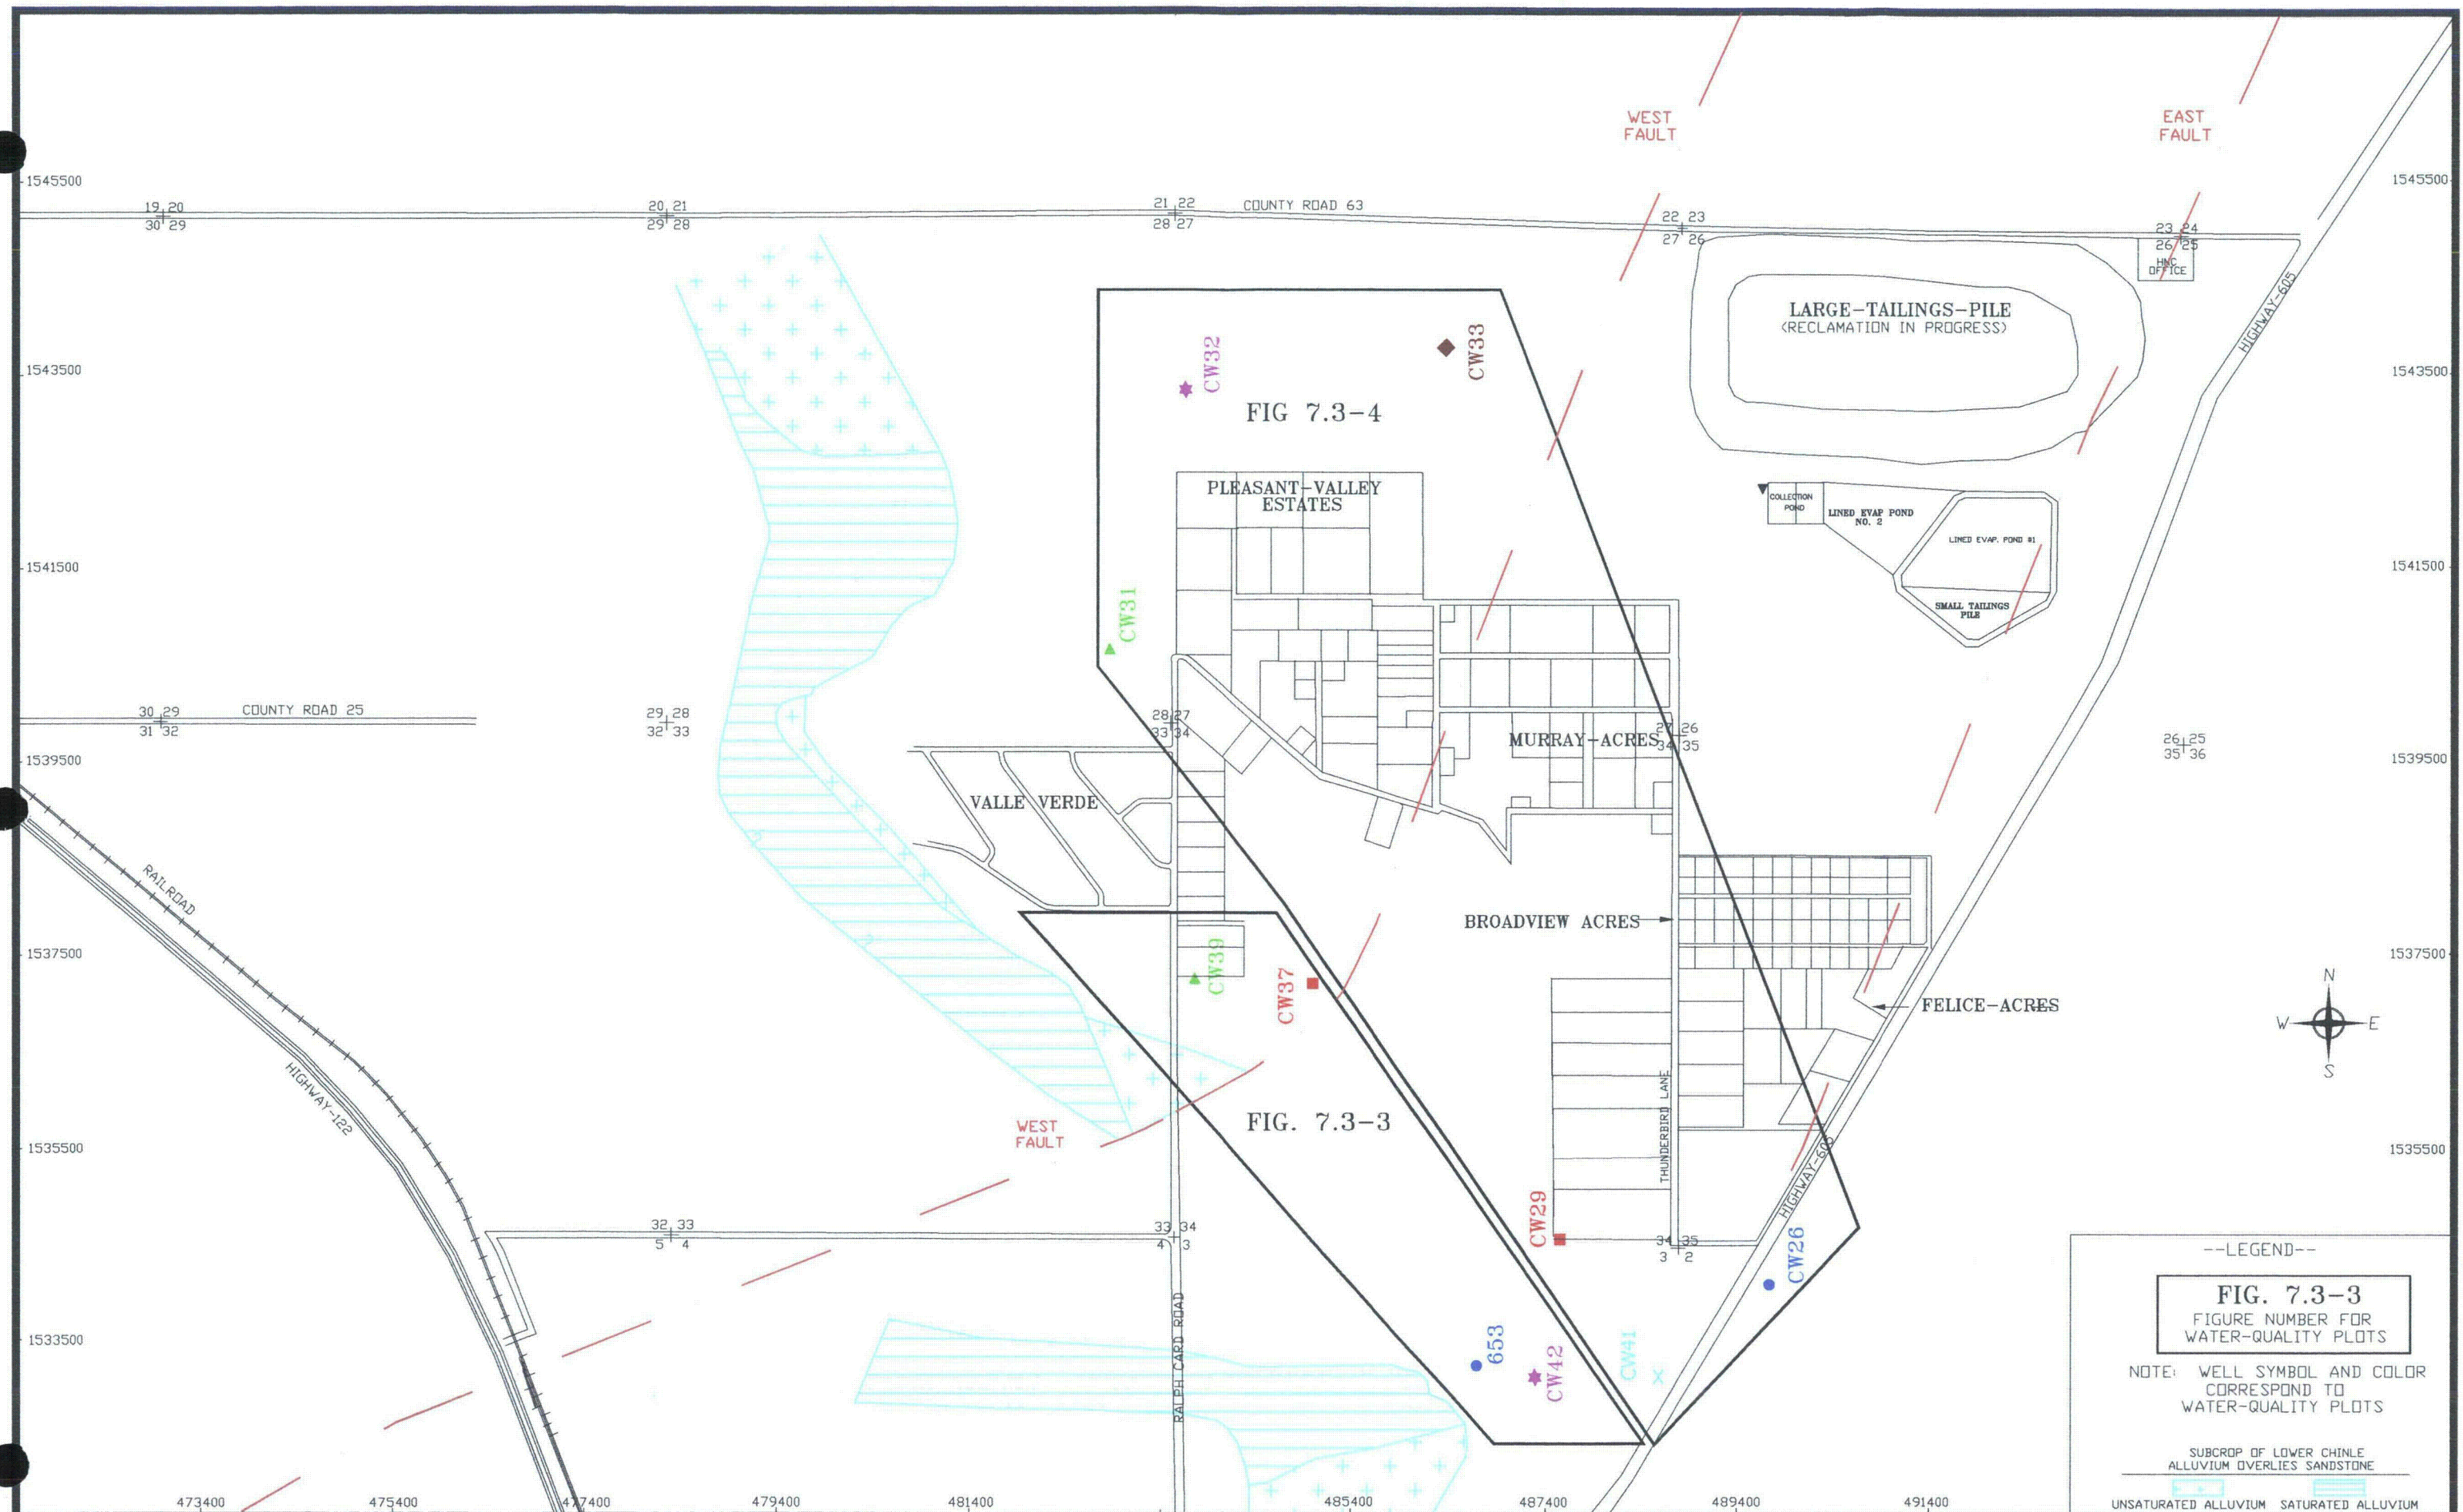 WEST
FAULT
EAST
FAULT
1545500
1545500
19 20
30 29
20 21
29 28
21 22
28 27
COUNTY ROAD 63
22 23
27 26
23 24
26 25
HMC
OFFICE
HIGHWAY-605
LARGE-TAILINGS-PILE
(RECLAMATION IN PROGRESS)
CW32
CW33
1543500
1543500
FIG 7.3-4
PLEASANT-VALLEY
ESTATES
COLLECTION
POND
LINED EVAP POND
NO. 2
LINED EVAP. POND #1
1541500
1541500
SMALL TAILINGS
PILE
CW31
30 29
31 32
COUNTY ROAD 25
29 28
32 33
28 27
33 34
27 26
34 35
26 25
35 36
MURRAY-ACRES
1539500
1539500
VALLE VERDE
RAILROAD
BROADVIEW ACRES
1537500
1537500
CW39
CW37
FELICE-ACRES
N
W
E
S
HIGHWAY-122
WEST
FAULT
FIG. 7.3-3
THUNDERBIRD LANE
1535500
1535500
HIGHWAY-605
32 33
5 4
33 34
4 3
CW29
34 35
3 2
CW26
RALPH CARD ROAD
1533500
653
CW42
CW41
--LEGEND--
FIG. 7.3-3
FIGURE NUMBER FOR
WATER-QUALITY PLOTS
NOTE: WELL SYMBOL AND COLOR
CORRESPOND TO
WATER-QUALITY PLOTS
SUBCROP OF LOWER CHINLE
ALLUVIUM OVERLIES SANDSTONE
UNSATURATED ALLUVIUM SATURATED ALLUVIUM
473400
475400
477400
479400
481400
485400
487400
489400
491400